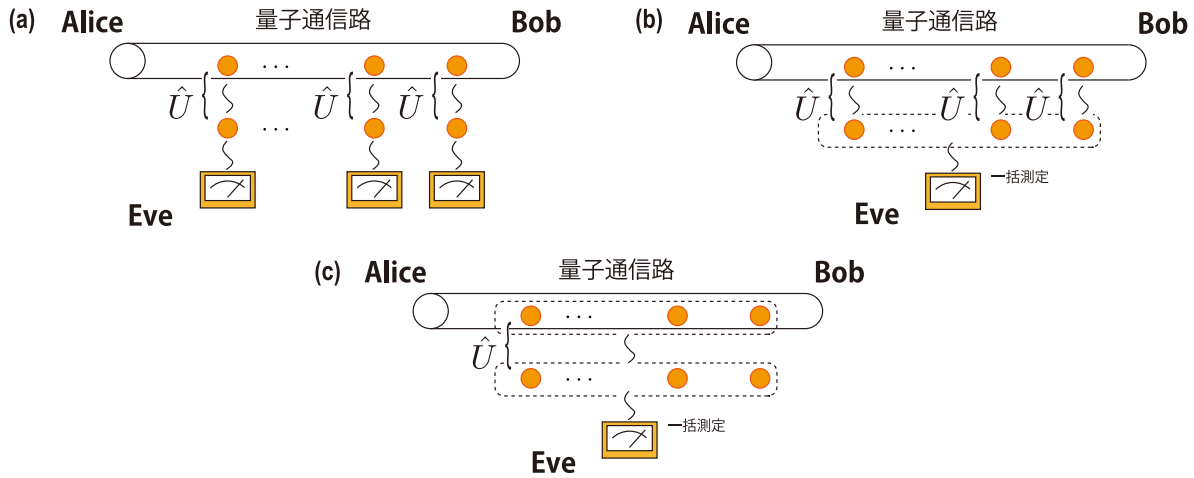 (a) Alice 量子通信路 Bob
Û Û Û
Eve
(b) Alice 量子通信路 Bob
Û Û Û
一括測定
Eve
(c) Alice 量子通信路 Bob
Û
一括測定
Eve